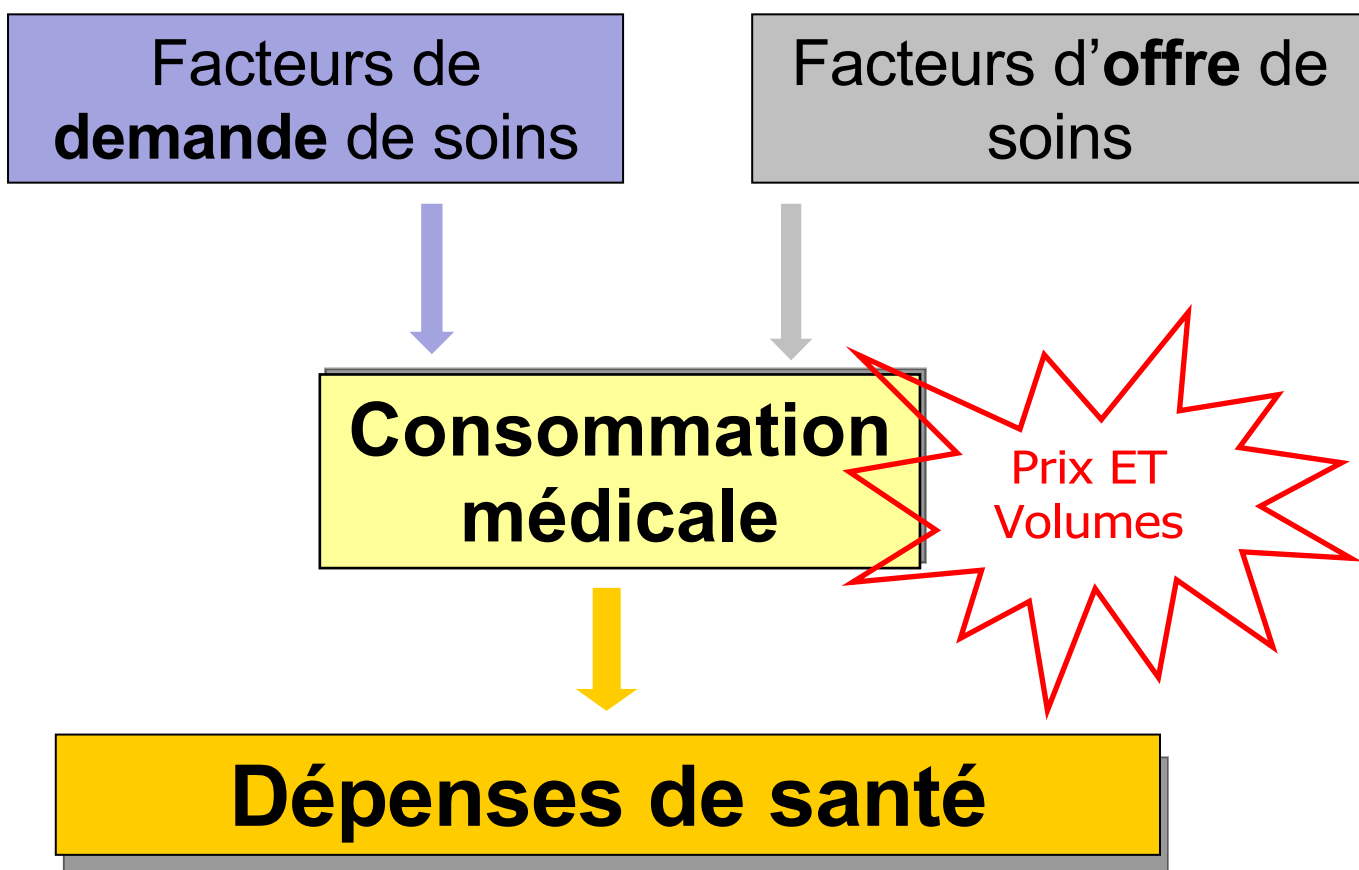 Facteurs de
demande de soins
Facteurs d’offre de
soins
Consommation
médicale
Prix ET
Volumes
Dépenses de santé